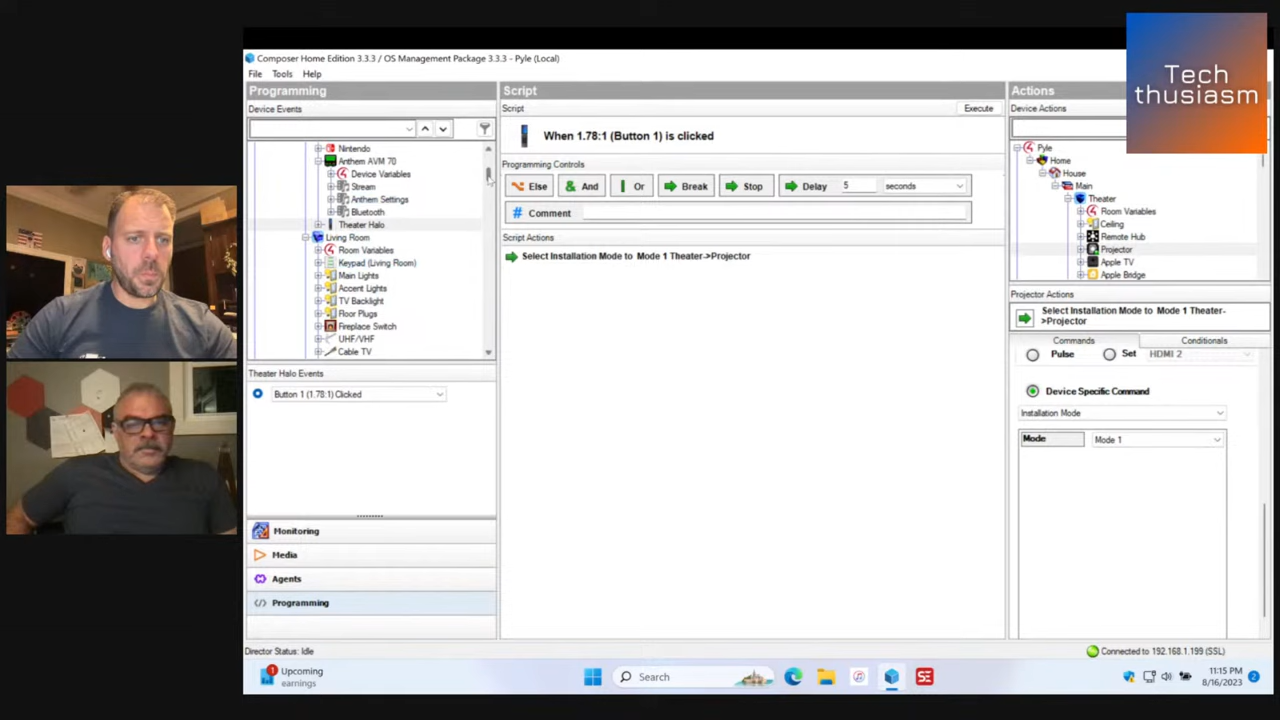 Tech
thusiasm
Composer Home Edition 3.3.3 / OS Management Package 3.3.3 - Pyle (Local)
File Tools Help
Programming
Device Events
Nintendo
Anthem AVM 70
Device Variables
Stream
Anthem Settings
Bluetooth
Theater Halo
Living Room
Room Variables
Keypad (Living Room)
Main Lights
Accent Lights
TV Backlight
Floor Plugs
Fireplace Switch
UHF/VHF
Cable TV
Theater Halo Events
Button 1 (1.78:1) Clicked
Monitoring
Media
Agents
Programming
Script
Script
Execute
When 1.78:1 (Button 1) is clicked
Programming Controls
Else And Or Break Stop Delay 5 seconds
# Comment
Script Actions
Select Installation Mode to Mode 1 Theater->Projector
Actions
Device Actions
Pyle
Home
House
Main
Theater
Room Variables
Ceiling
Remote Hub
Projector
Apple TV
Apple Bridge
Projector Actions
Select Installation Mode to Mode 1 Theater-
>Projector
Commands Conditionals
Pulse Set HDMI 2
Device Specific Command
Installation Mode
Mode Mode 1
Director Status: Idle
Connected to 192.168.1.199 (SSL)
1
Upcoming
earnings
Search
SE
11:15 PM
8/16/2023
2